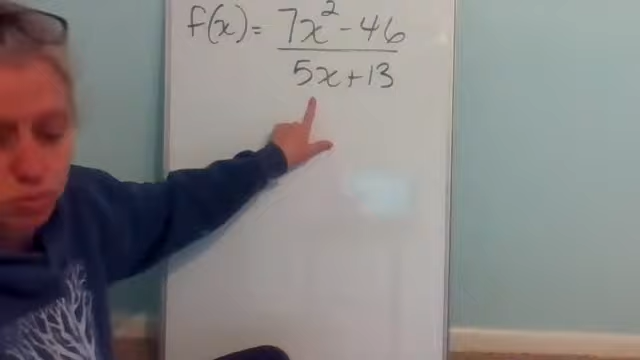 f(x) = 7x² - 46
5x + 13